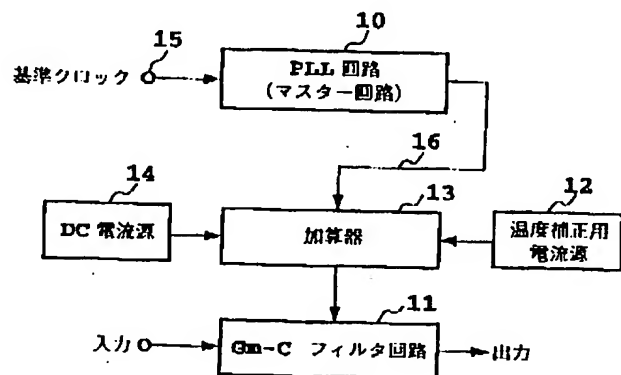 10
15
基準クロック
PLL 回路
(マスター回路)
16
14
13
12
DC 電流源
加算器
温度補正用
電流源
11
入力
Gm-C フィルタ回路
出力